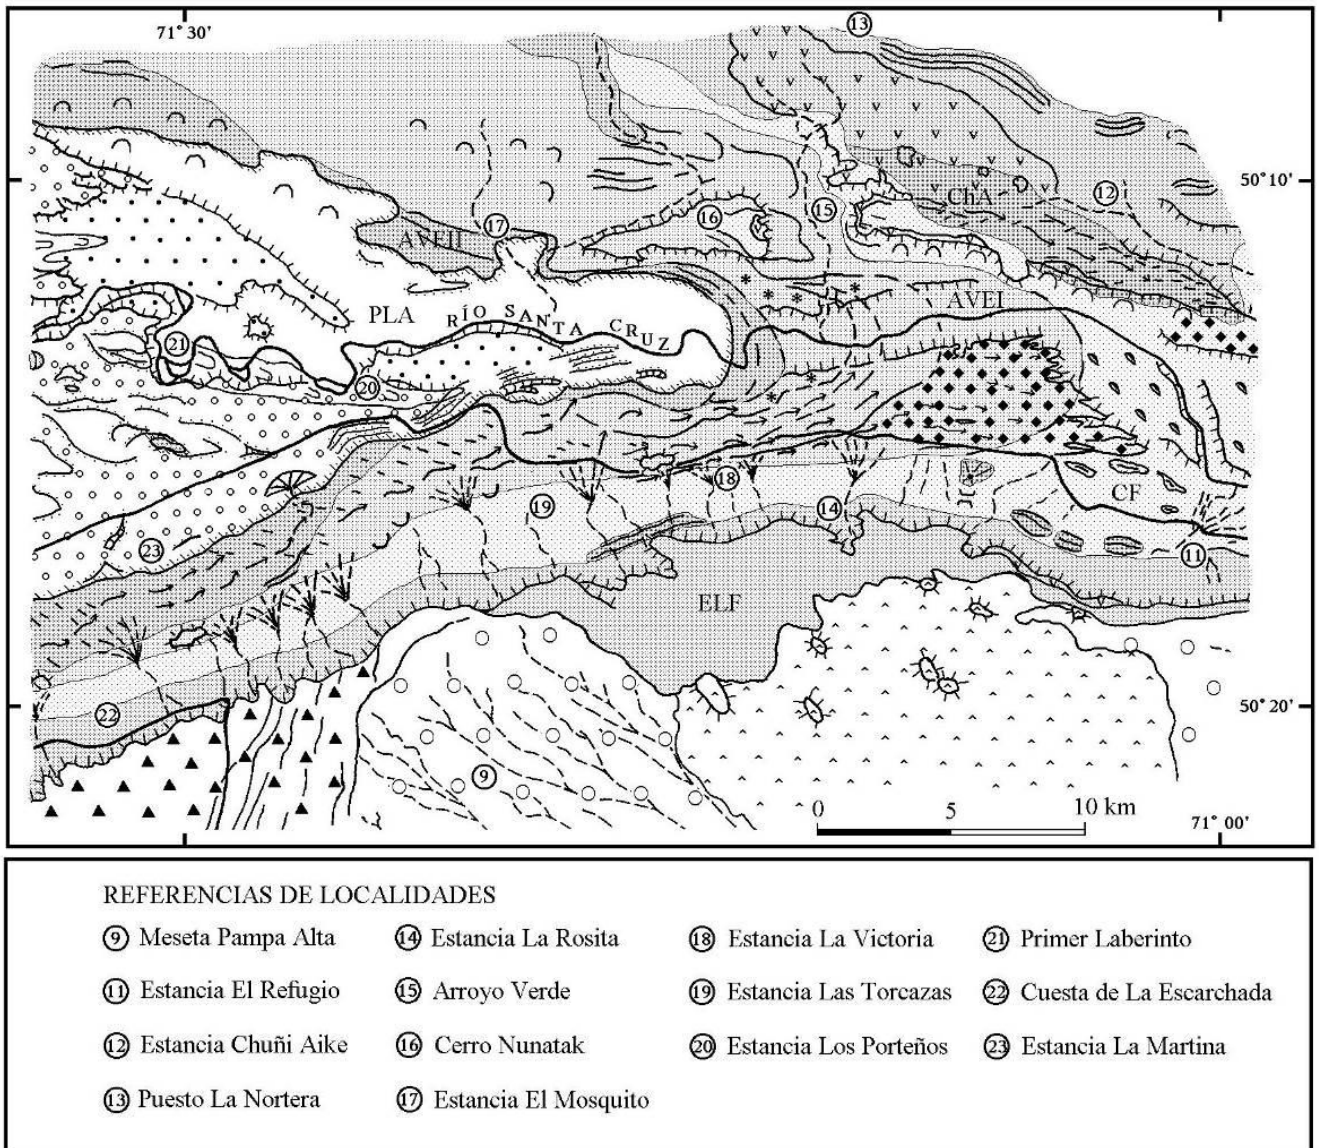 71°30'
13
50°10'
12
ChA
15
16
17
AVEII
AVEI
PLA
RÍO SANTA CRUZ
21
20
18
CF
19
14
11
23
ELF
22
50°20'
9
0 5 10 km
71°00'
REFERENCIAS DE LOCALIDADES
9 Meseta Pampa Alta
11 Estancia El Refugio
12 Estancia Chuñi Aike
13 Puesto La Nortera
14 Estancia La Rosita
15 Arroyo Verde
16 Cerro Nunatak
17 Estancia El Mosquito
18 Estancia La Victoria
19 Estancia Las Torcazas
20 Estancia Los Porteños
21 Primer Laberinto
22 Cuesta de La Escarchada
23 Estancia La Martina